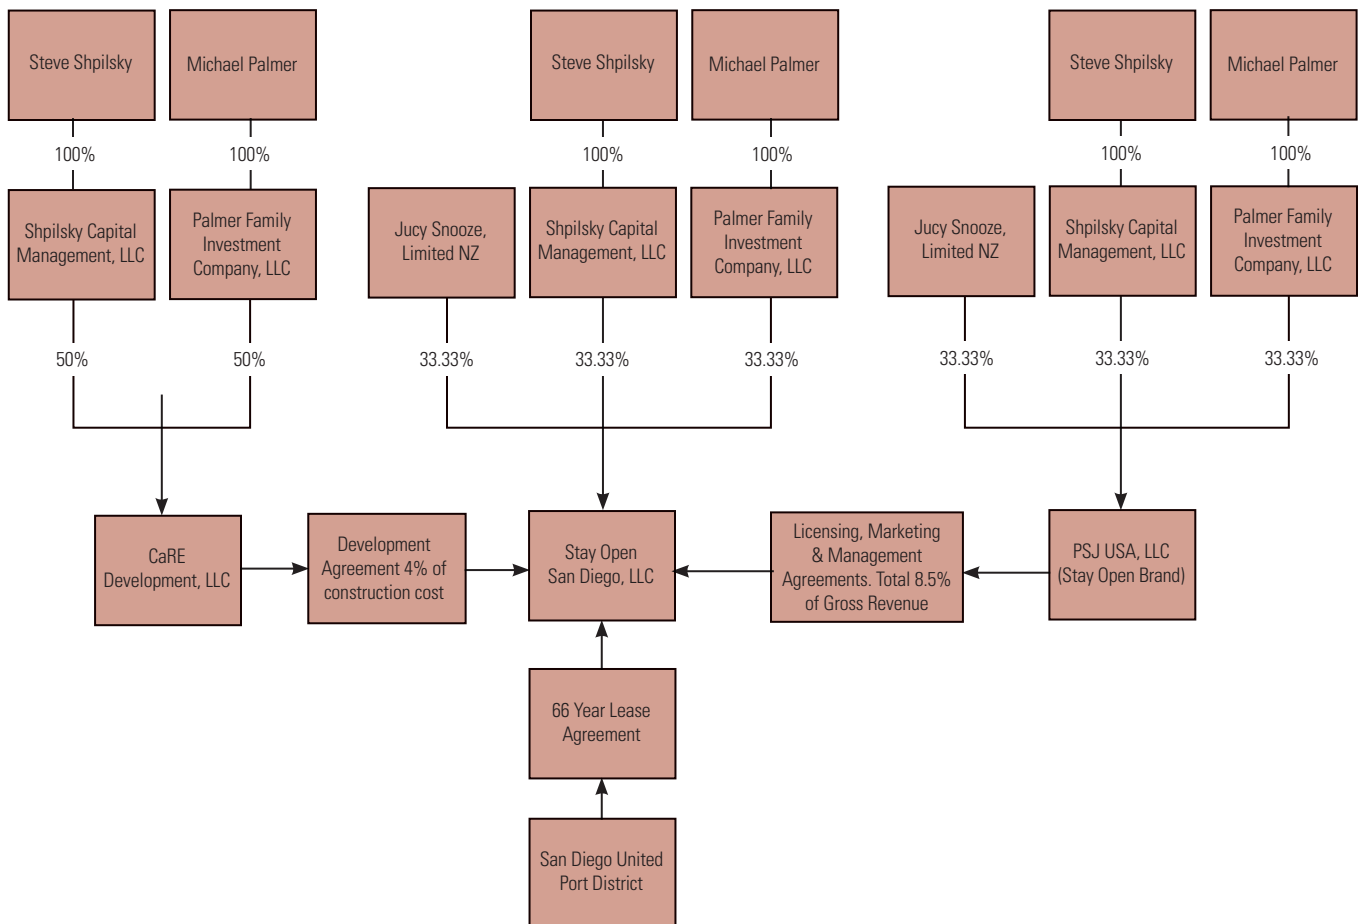 Steve Shpilsky
Michael Palmer
Steve Shpilsky
Michael Palmer
Steve Shpilsky
Michael Palmer
100%
100%
100%
100%
100%
100%
Shpilsky Capital
Management, LLC
Palmer Family
Investment
Company, LLC
Jucy Snooze,
Limited NZ
Shpilsky Capital
Management, LLC
Palmer Family
Investment
Company, LLC
Jucy Snooze,
Limited NZ
Shpilsky Capital
Management, LLC
Palmer Family
Investment
Company, LLC
50%
50%
33.33%
33.33%
33.33%
33.33%
33.33%
33.33%
CaRE
Development, LLC
Development
Agreement 4% of
construction cost
Stay Open
San Diego, LLC
Licensing, Marketing
& Management
Agreements. Total 8.5%
of Gross Revenue
PSJ USA, LLC
(Stay Open Brand)
66 Year Lease
Agreement
San Diego United
Port District